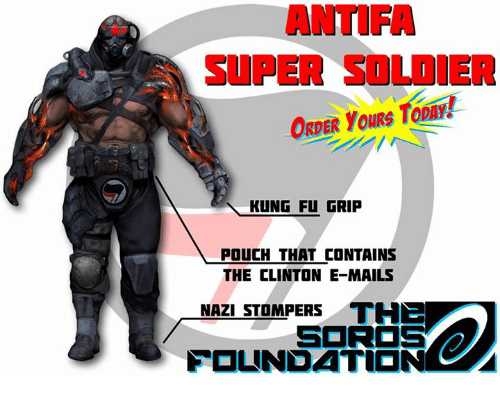 ANTIFA
SUPER SOLDIER
ORDER YOURS TODAY!
KUNG FU GRIP
POUCH THAT CONTAINS
THE CLINTON E-MAILS
NAZI STOMPERS
THE
SOROS
FOUNDATION